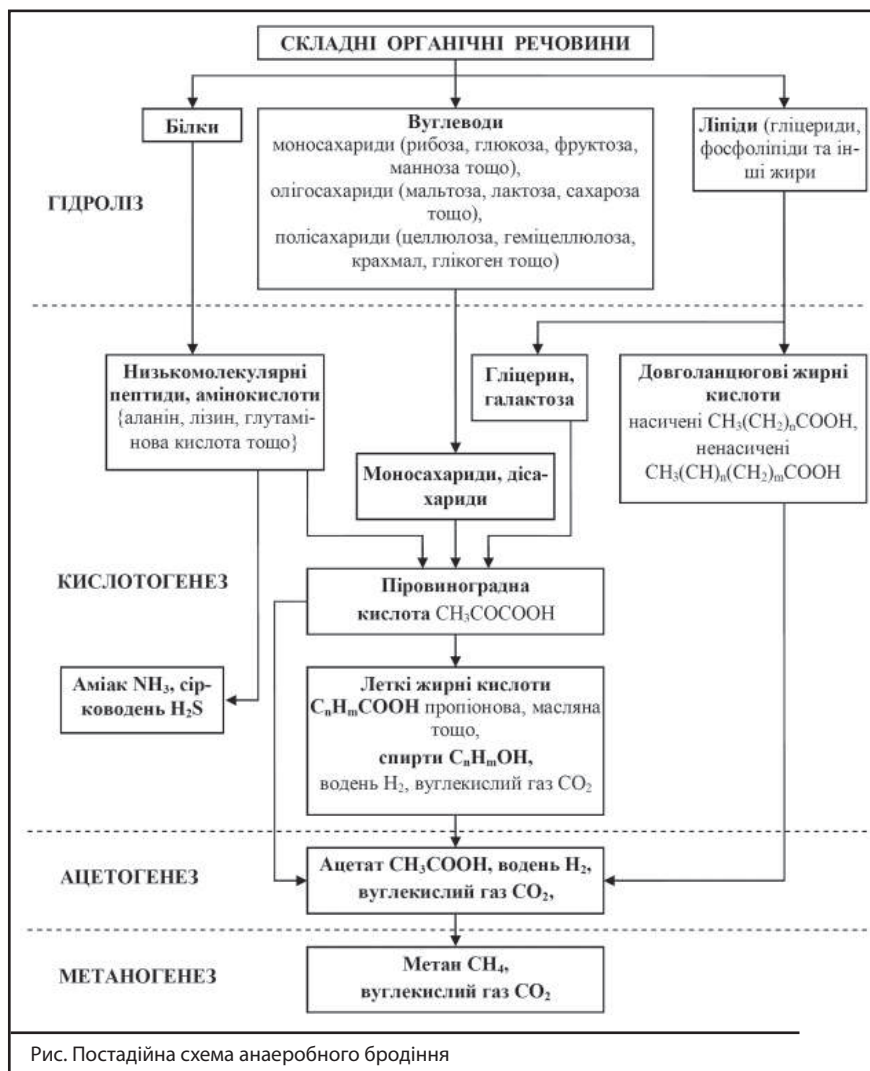 СКЛАДНІ ОРГАНІЧНІ РЕЧОВИНИ
Білки
Вуглеводи
моносахариди (рибоза, глюкоза, фруктоза,
манноза тощо),
олігосахариди (мальтоза, лактоза, сахароза
тощо),
полісахариди (целлюлоза, геміцеллюлоза,
крахмал, глікоген тощо)
Ліпіди (гліцериди,
фосфоліпіди та ін-
ші жири
ГІДРОЛІЗ
Низькомолекулярні
пептиди, амінокислоти
{аланін, лізин, глутамі-
нова кислота тощо}
Гліцерин,
галактоза
Довголанцюгові жирні
кислоти
насичені CH₃(CH₂)ₙCOOH,
ненасичені
CH₃(CH)ₙ(CH₂)ₘCOOH
Моносахариди, діса-
хариди
КИСЛОТОГЕНЕЗ
Піровиноградна
кислота CH₃COCOOH
Аміак NH₃, сір-
ководень H₂S
Леткі жирні кислоти
CₙHₘCOOH пропіонова, масляна
тощо,
спирти CₙHₘOH,
водень H₂, вуглекислий газ CO₂
АЦЕТОГЕНЕЗ
Ацетат CH₃COOH, водень H₂,
вуглекислий газ CO₂,
МЕТАНОГЕНЕЗ
Метан CH₄,
вуглекислий газ CO₂
Рис. Постадійна схема анаеробного бродіння